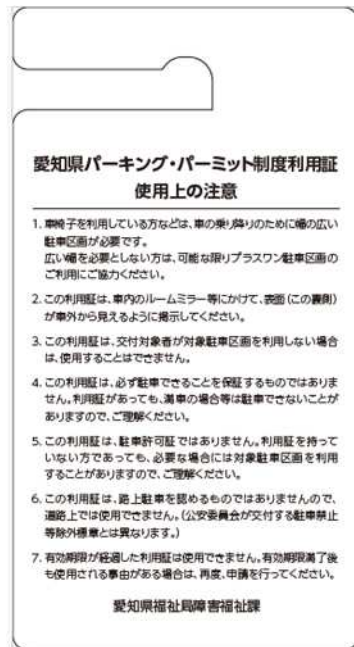 愛知県パーキング・パーミット制度利用証
使用上の注意
1. 車椅子を利用している方などは、車の乗り降りのために幅の広い
駐車区画が必要です。
広い幅を必要としない方は、可能な限りプラスワン駐車区画の
ご利用にご協力ください。
2. この利用証は、車内のルームミラー等にかけて、表面(この裏側)
が車外から見えるように掲示してください。
3. この利用証は、交付対象者が対象駐車区画を利用しない場合
は、使用することはできません。
4. この利用証は、必ず駐車できることを保証するものではありま
せん。利用証があっても、満車の場合等は駐車できないことが
ありますので、ご理解ください。
5. この利用証は、駐車許可証ではありません。利用証を持って
いない方であっても、必要な場合には対象駐車区画を利用
することがありますので、ご理解ください。
6. この利用証は、路上駐車を認めるものではありませんので、
道路上では使用できません。(公安委員会が交付する駐車禁止
等除外標章とは異なります。)
7. 有効期限が経過した利用証は使用できません。有効期限満了後
も使用される事由がある場合は、再度、申請を行ってください。
愛知県福祉局障害福祉課